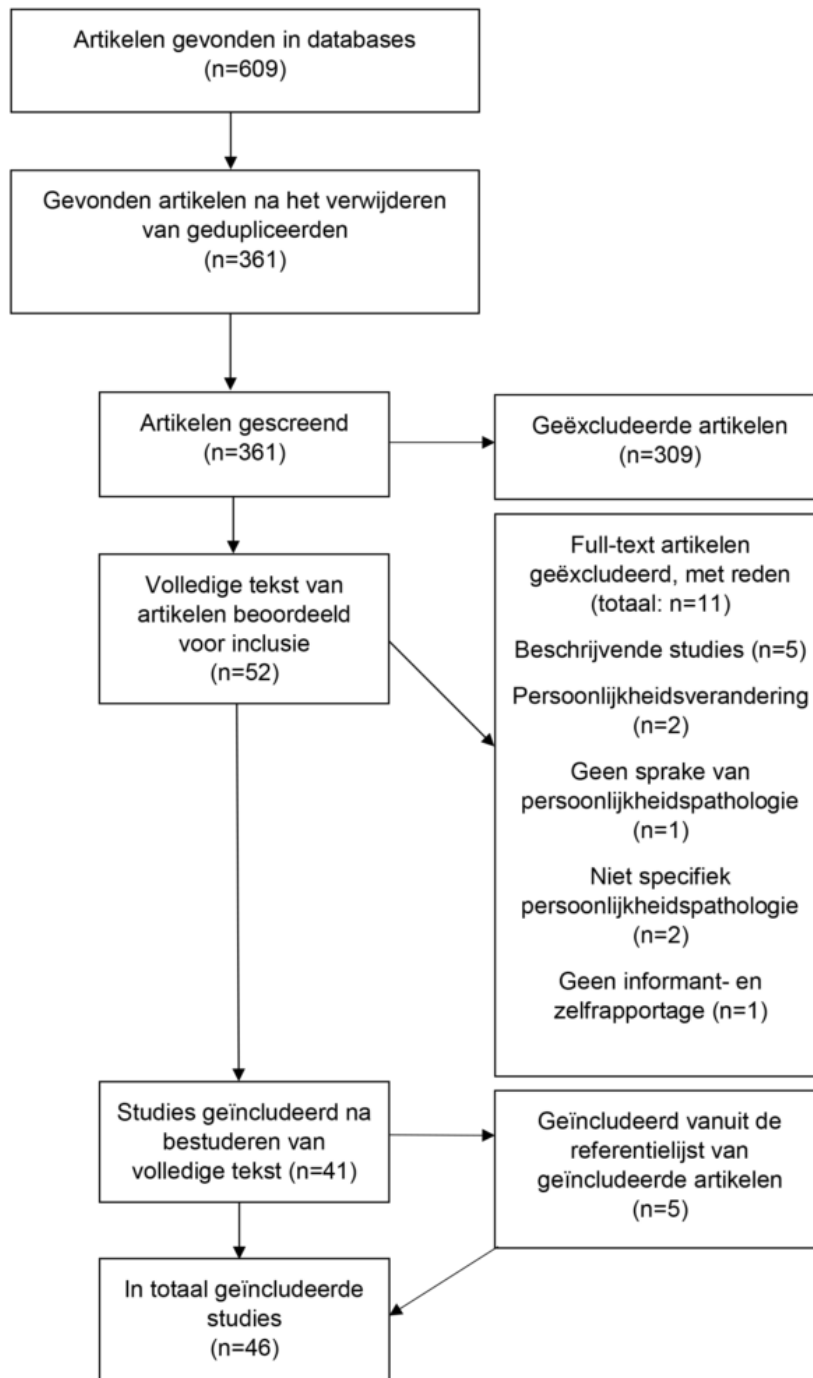 Artikelen gevonden in databases
(n=609)
Gevonden artikelen na het verwijderen
van gedupliceerden
(n=361)
Artikelen gescreend
(n=361)
Geëxcludeerde artikelen
(n=309)
Volledige tekst van
artikelen beoordeeld
voor inclusie
(n=52)
Full-text artikelen
geëxcludeerd, met reden
(totaal: n=11)
Beschrijvende studies (n=5)
Persoonlijkheidsverandering
(n=2)
Geen sprake van
persoonlijkheidspathologie
(n=1)
Niet specifiek
persoonlijkheidspathologie
(n=2)
Geen informant- en
zelfrapportage (n=1)
Studies geïncludeerd na
bestuderen van
volledige tekst (n=41)
Geïncludeerd vanuit de
referentielijst van
geïncludeerde artikelen
(n=5)
In totaal geïncludeerde
studies
(n=46)